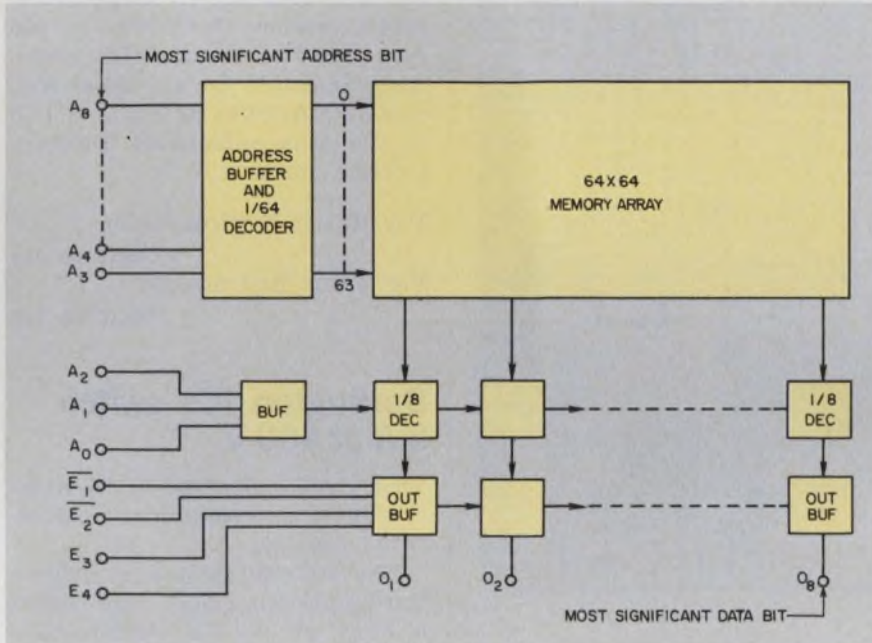 MOST SIGNIFICANT ADDRESS BIT
A8
0
ADDRESS
BUFFER
AND
1/64
DECODER
64X64
MEMORY ARRAY
A4
A3
63
A2
A1
A0
BUF
1/8
DEC
1/8
DEC
E1
E2
E3
E4
OUT
BUF
OUT
BUF
O1
O2
O8
MOST SIGNIFICANT DATA BIT